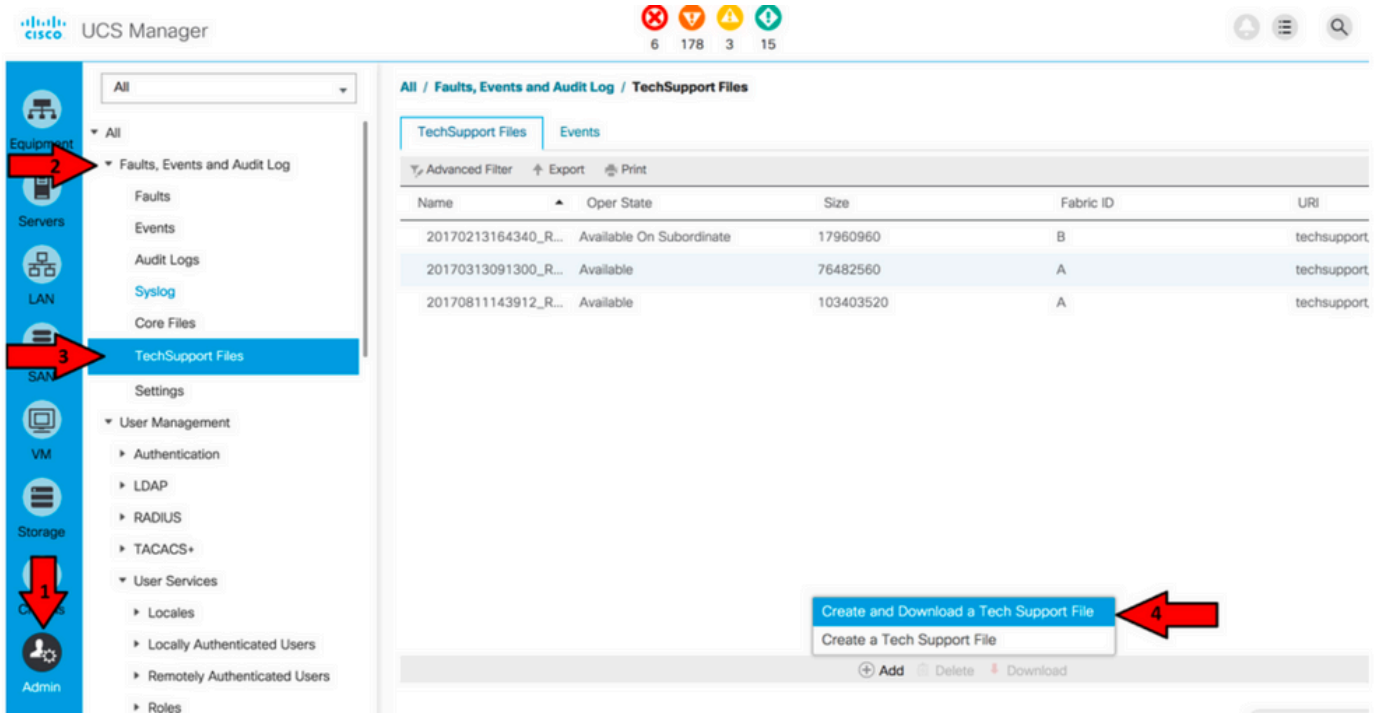 cisco UCS Manager
6 178 3 15
Equipment
Servers
LAN
SAN
VM
Storage
Admin
1
2
3
4
All
All
Faults, Events and Audit Log
Faults
Events
Audit Logs
Syslog
Core Files
TechSupport Files
Settings
User Management
Authentication
LDAP
RADIUS
TACACS+
User Services
Locales
Locally Authenticated Users
Remotely Authenticated Users
Roles
All / Faults, Events and Audit Log / TechSupport Files
TechSupport Files Events
Advanced Filter Export Print
Name Oper State Size Fabric ID URI
20170213164340_R... Available On Subordinate 17960960 B techsupport
20170313091300_R... Available 76482560 A techsupport
20170811143912_R... Available 103403520 A techsupport
Create and Download a Tech Support File
Create a Tech Support File
Add Delete Download